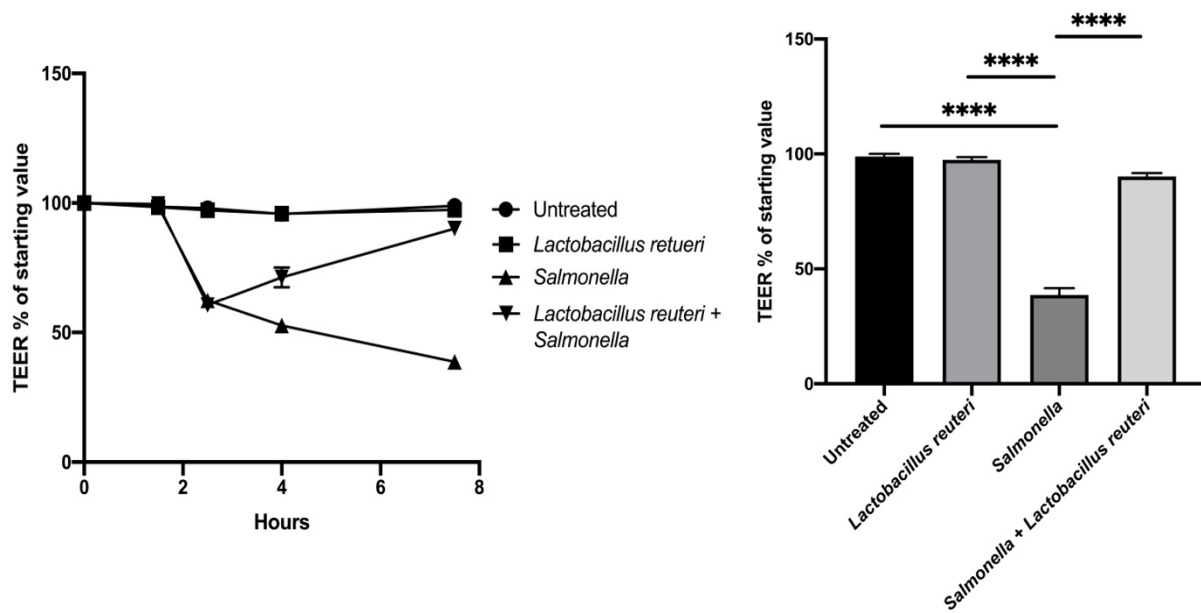 150
100
50
0
TEER % of starting value
0 2 4 6 8
Hours
Untreated
Lactobacillus retueri
Salmonella
Lactobacillus reuteri +
Salmonella
150
100
50
0
TEER % of starting value
****
****
****
Untreated
Lactobacillus reuteri
Salmonella
Salmonella + Lactobacillus reuteri